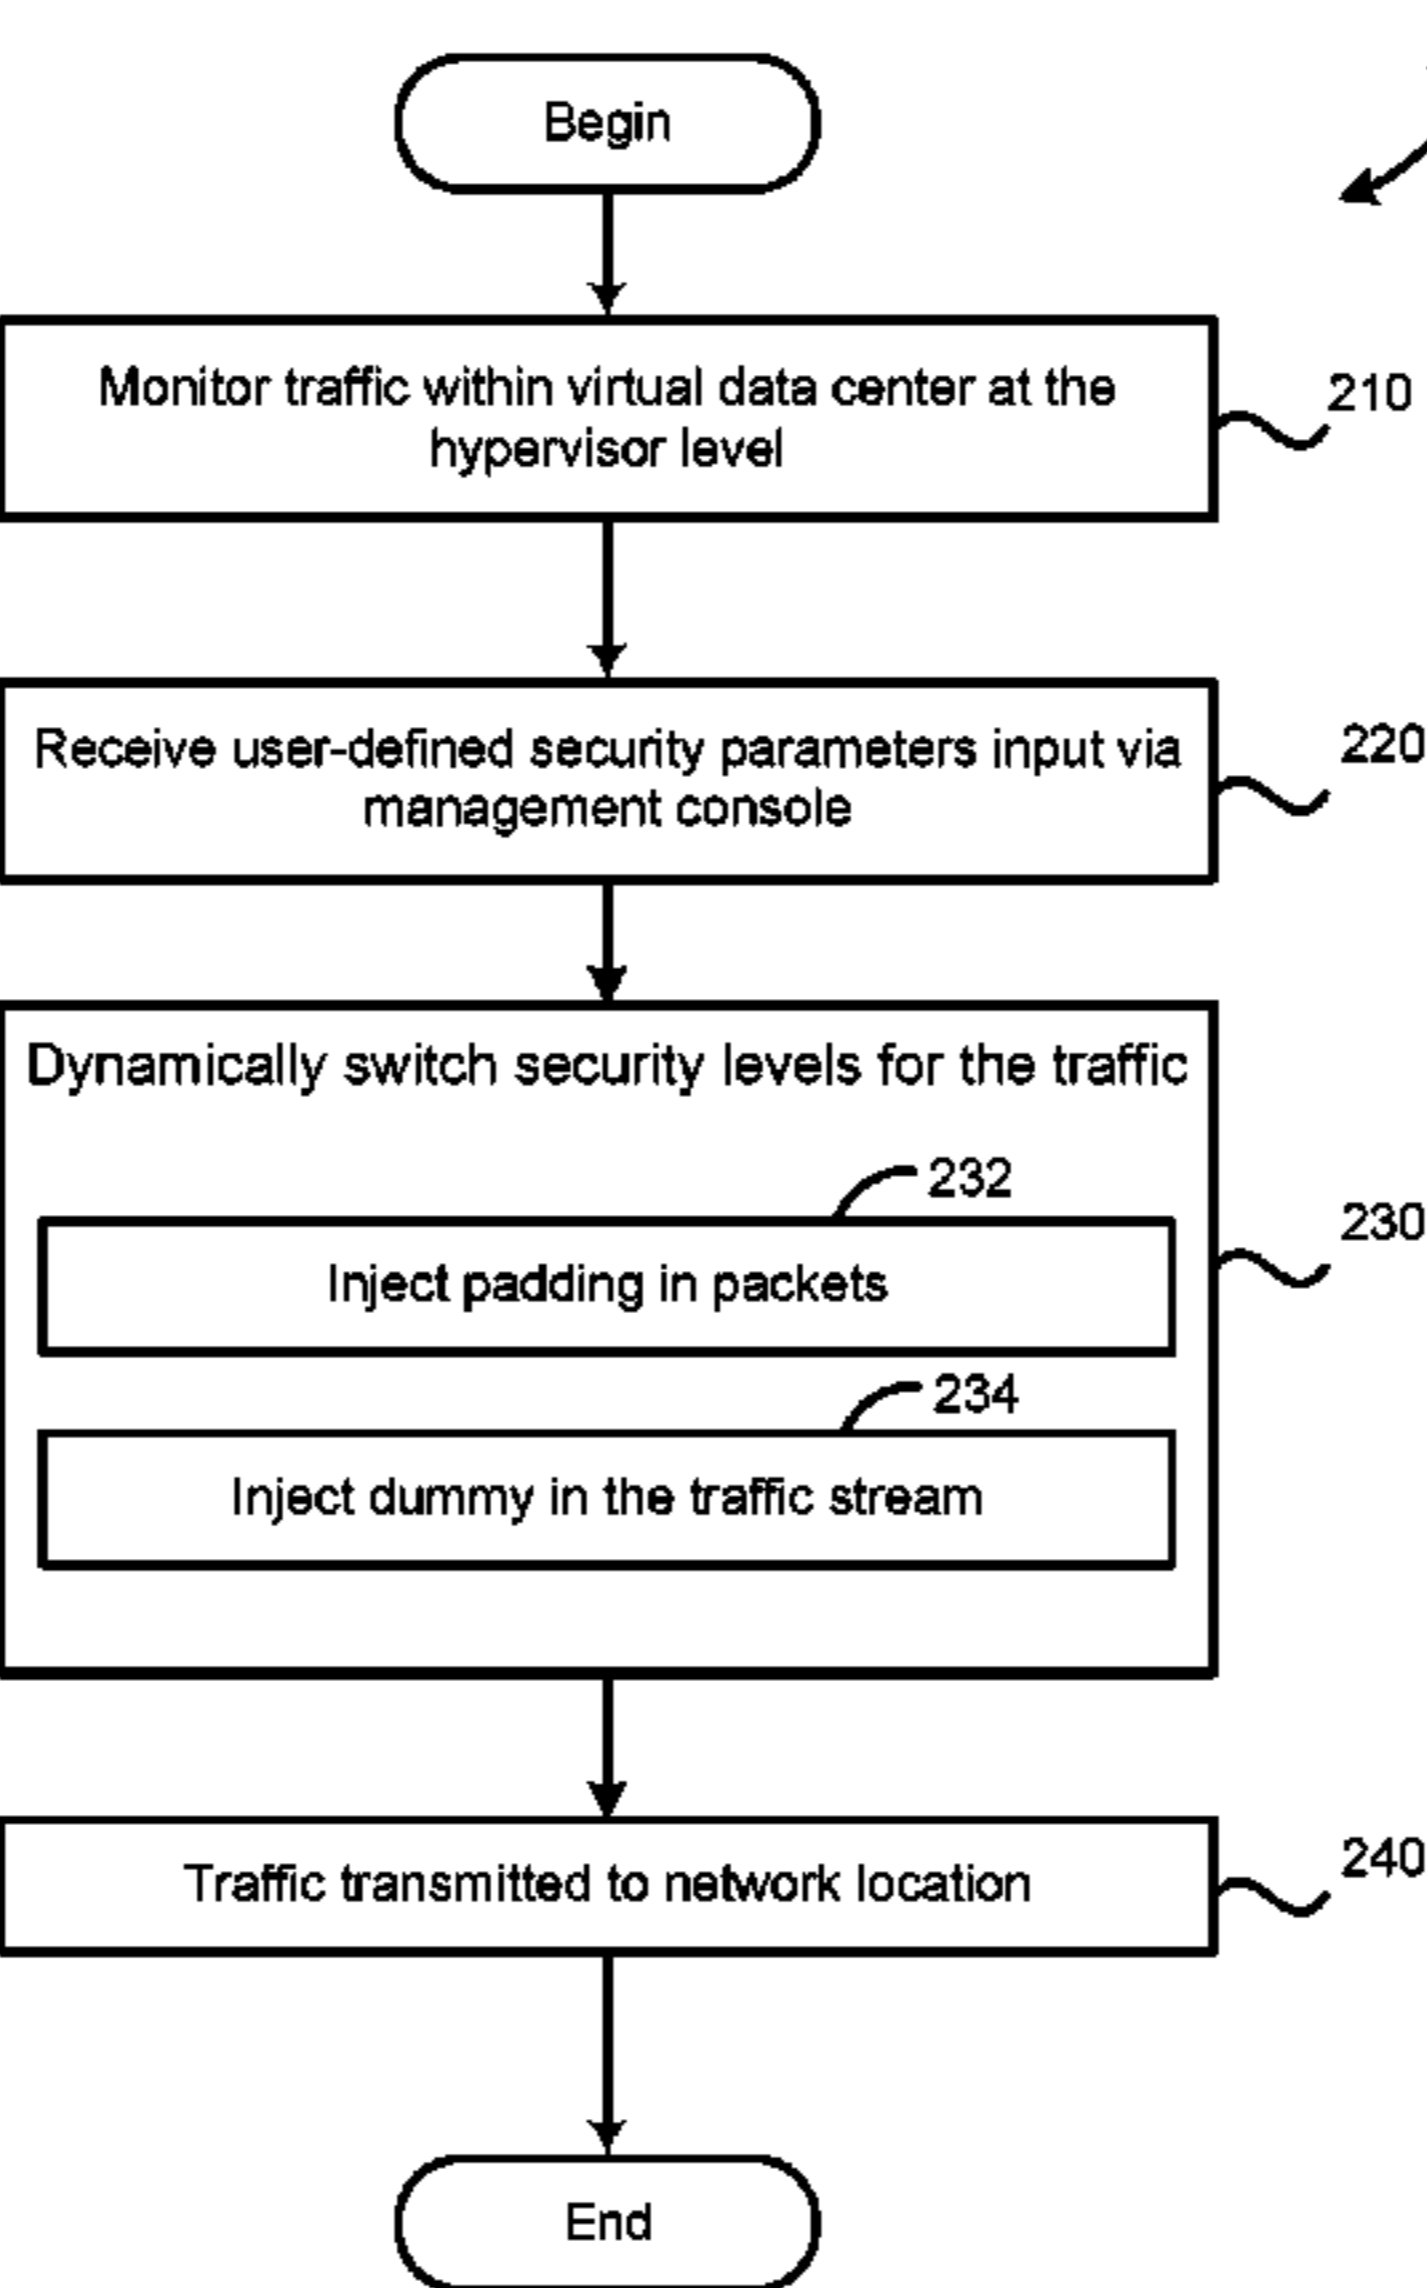 Begin
Monitor traffic within virtual data center at the
hypervisor level
210
Receive user-defined security parameters input via
management console
220
Dynamically switch security levels for the traffic
230
232
Inject padding in packets
234
Inject dummy in the traffic stream
Traffic transmitted to network location
240
End